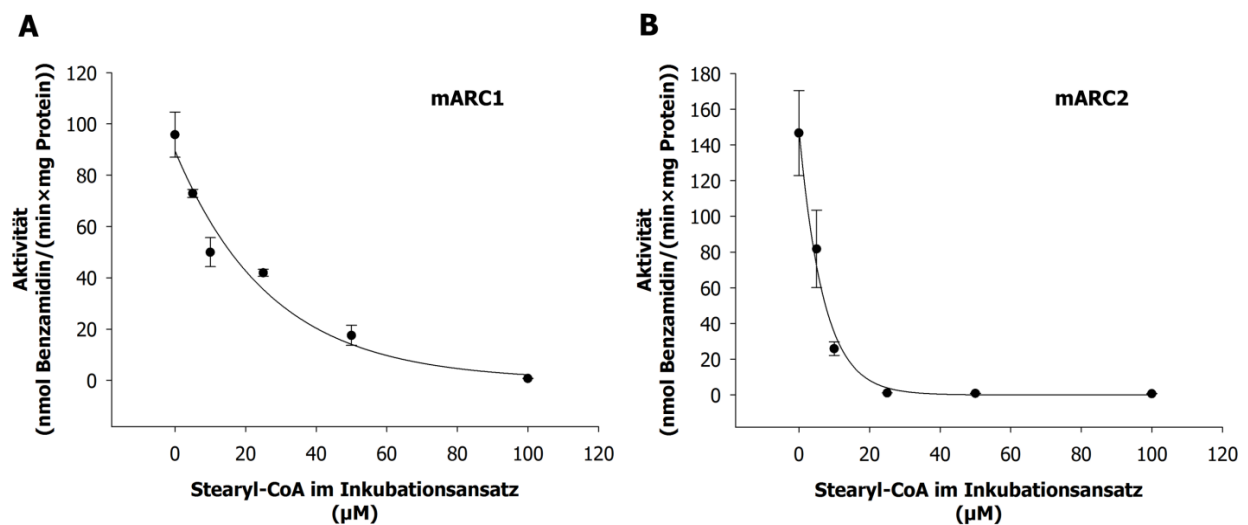 A
mARC1
Aktivität
(nmol Benzamidin/(min×mg Protein))
120
100
80
60
40
20
0
0 20 40 60 80 100 120
Stearyl-CoA im Inkubationsansatz
(µM)
B
mARC2
Aktivität
(nmol Benzamidin/(min×mg Protein))
180
160
140
120
100
80
60
40
20
0
0 20 40 60 80 100 120
Stearyl-CoA im Inkubationsansatz
(µM)